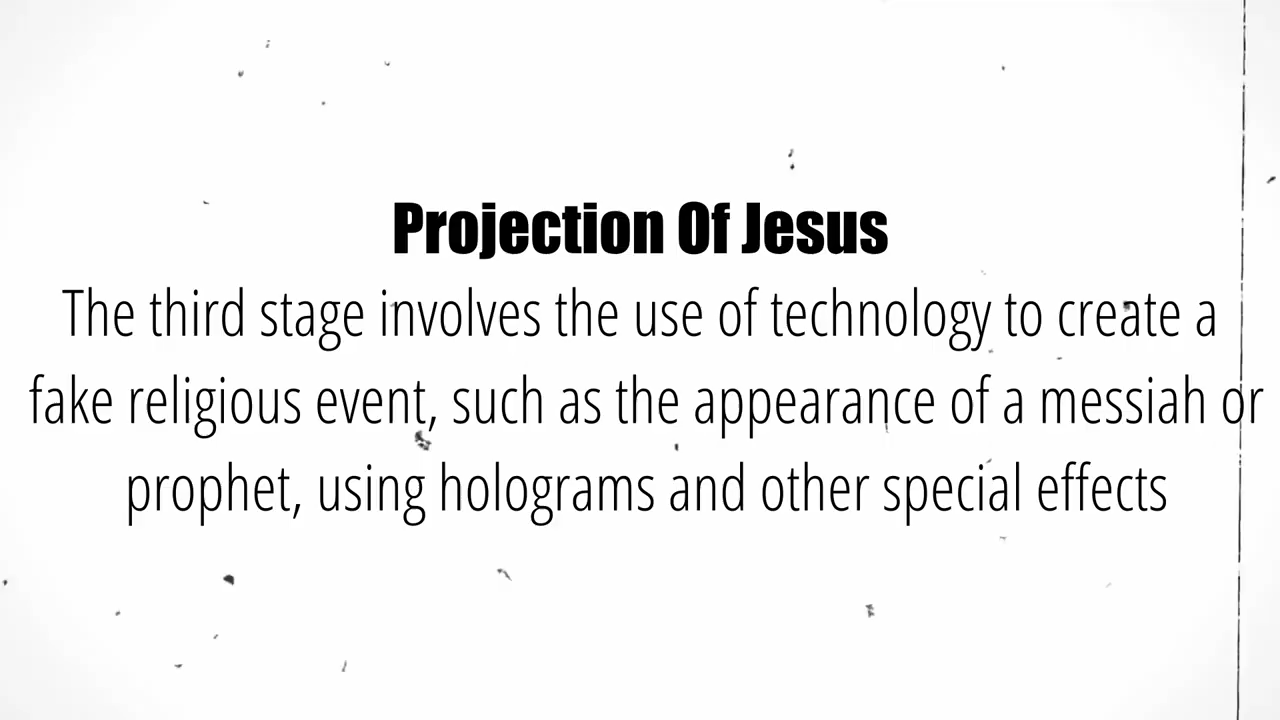 Projection Of Jesus
The third stage involves the use of technology to create a
fake religious event, such as the appearance of a messiah or
prophet, using holograms and other special effects